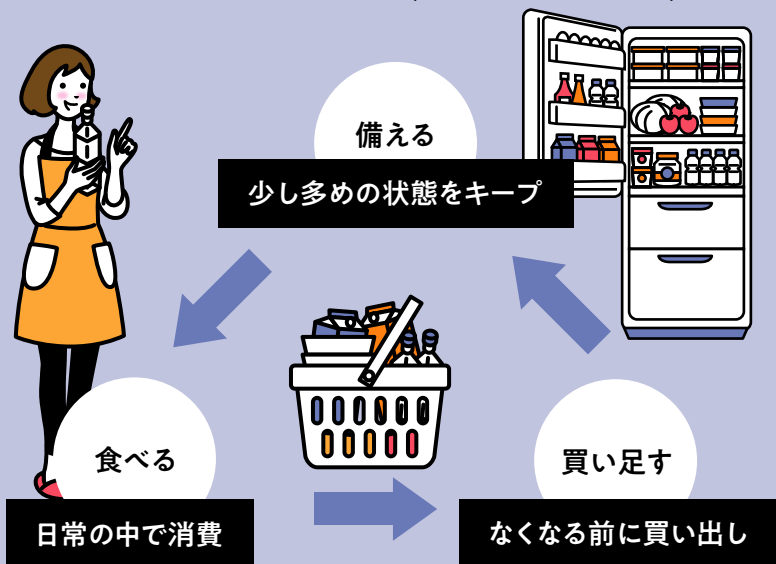 備える
少し多めの状態をキープ
食べる
日常の中で消費
買い足す
なくなる前に買い出し